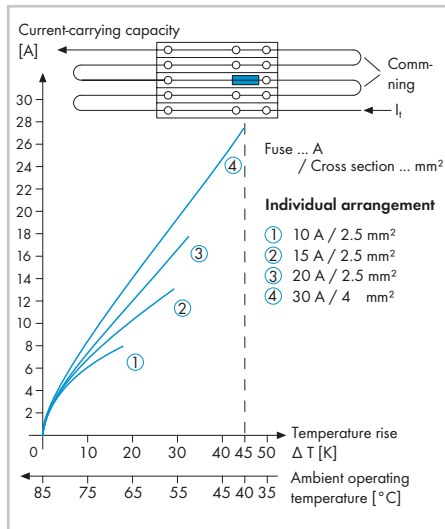 Current-carrying capacity
[A]
Comm-
ning
Iₜ
30
28
26
24
22
20
18
16
14
12
10
8
6
4
2
Fuse ... A
/ Cross section ... mm²
Individual arrangement
① 10 A / 2.5 mm²
② 15 A / 2.5 mm²
③ 20 A / 2.5 mm²
④ 30 A / 4 mm²
④
③
②
①
0 10 20 30 40 45 50
Temperature rise
Δ T [K]
85 75 65 55 45 40 35
Ambient operating
temperature [°C]